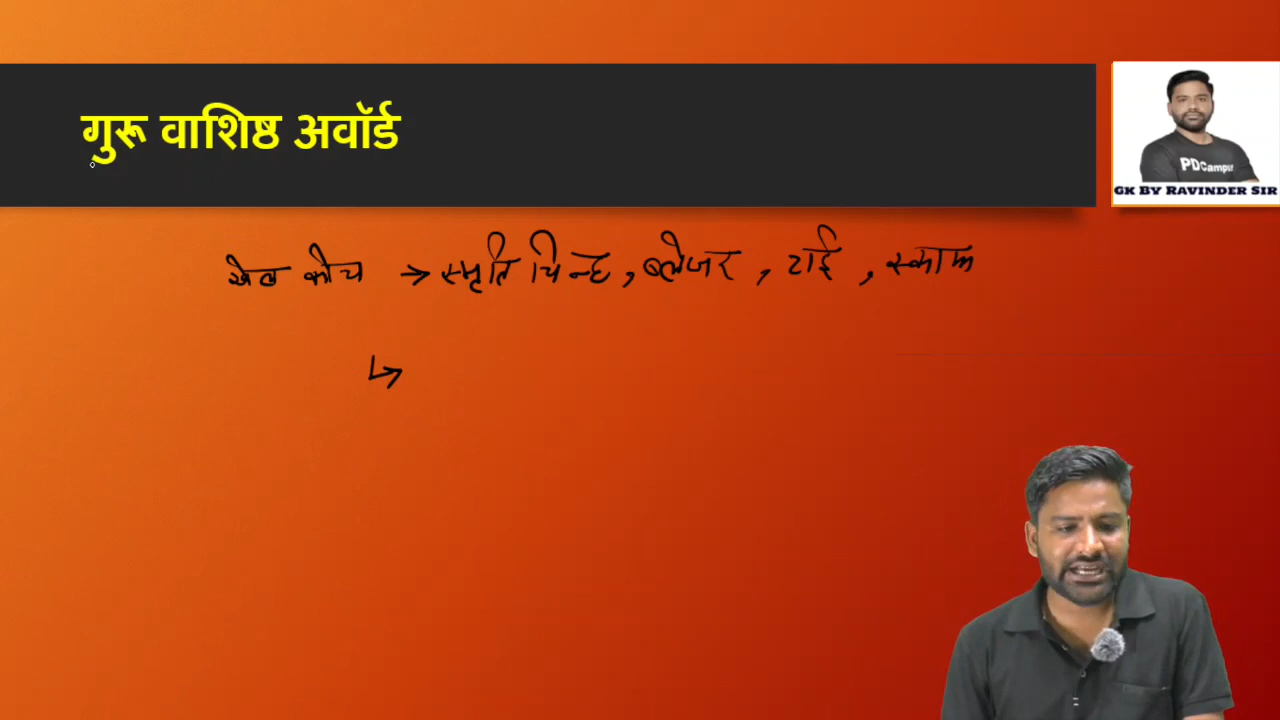 गुरू वाशिष्ठ अवॉर्ड
PDCampus
GK BY RAVINDER SIR
खेल कोच → स्मृति चिन्ह, ब्लेजर, टाई, स्कार्फ